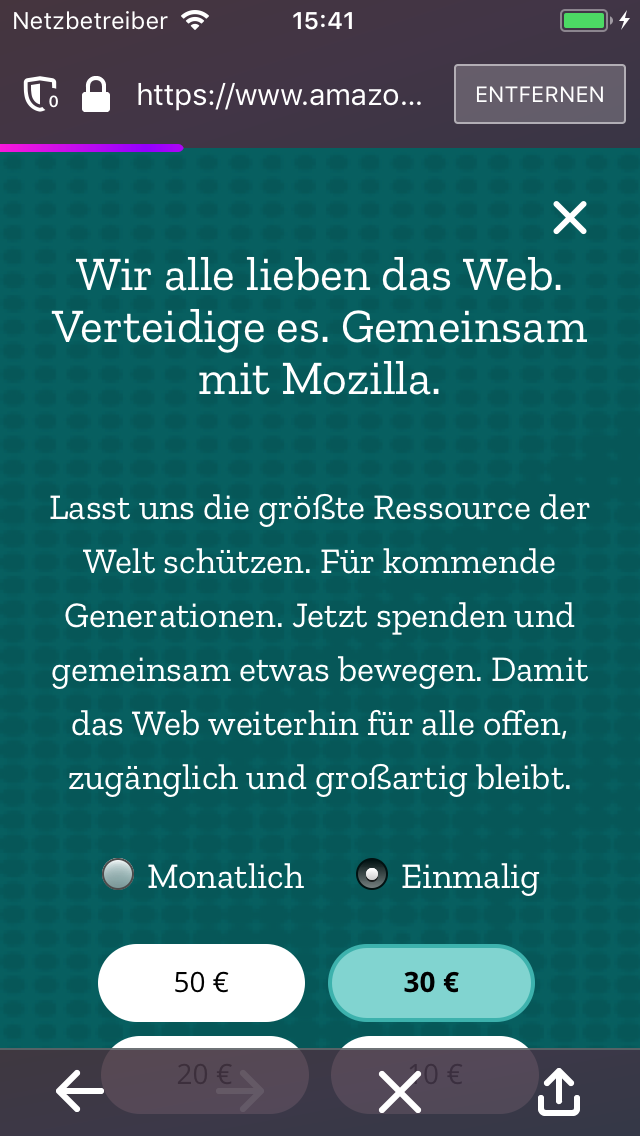 Netzbetreiber 15:41
0 https://www.amazo... ENTFERNEN
Wir alle lieben das Web.
Verteidige es. Gemeinsam
mit Mozilla.
Lasst uns die größte Ressource der
Welt schützen. Für kommende
Generationen. Jetzt spenden und
gemeinsam etwas bewegen. Damit
das Web weiterhin für alle offen,
zugänglich und großartig bleibt.
Monatlich Einmalig
50 € 30 €
20 € 10 €